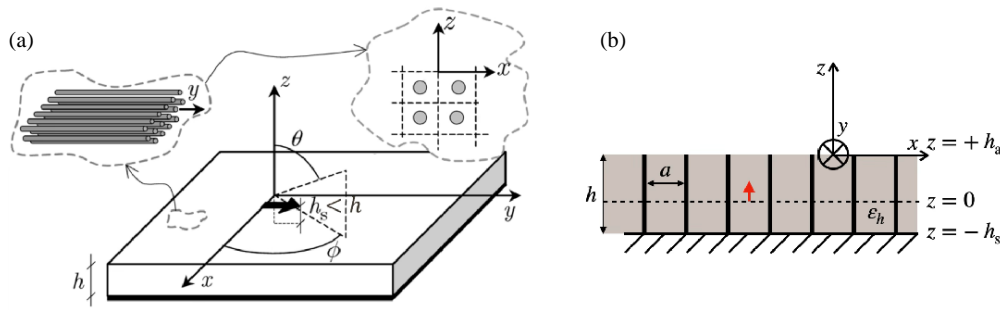 (a)
z
x
y
z
θ
h_s < h
y
ϕ
x
h
(b)
z
y
x
z = + h_a
a
h
z = 0
ε_h
z = − h_s